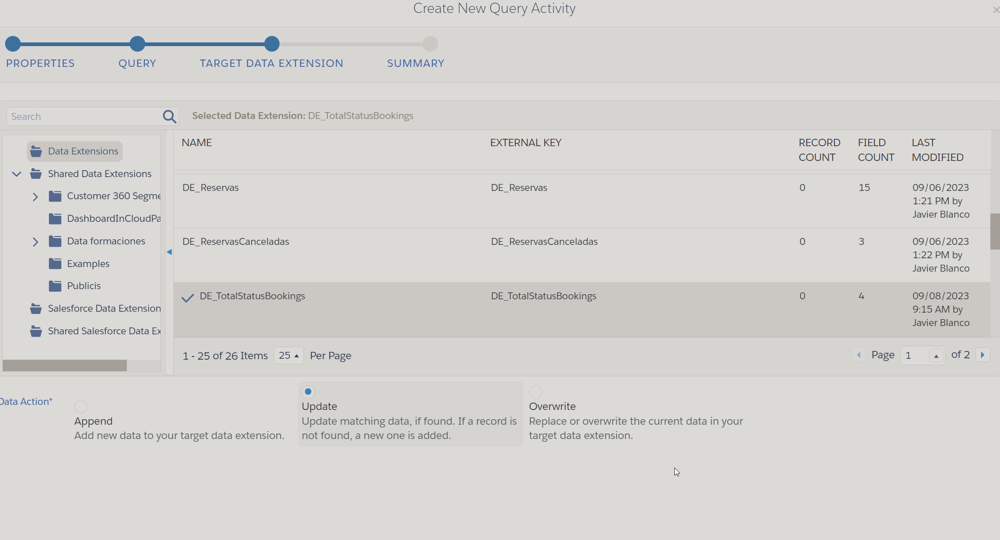 Create New Query Activity
PROPERTIES
QUERY
TARGET DATA EXTENSION
SUMMARY
Search
Selected Data Extension: DE_TotalStatusBookings
Data Extensions
Shared Data Extensions
Customer 360 Segme
DashboardInCloudPa
Data formaciones
Examples
Publicis
Salesforce Data Extension
Shared Salesforce Data Ex
NAME
EXTERNAL KEY
RECORD COUNT
FIELD COUNT
LAST MODIFIED
DE_Reservas
DE_Reservas
0
15
09/06/2023
1:21 PM by
Javier Blanco
DE_ReservasCanceladas
DE_ReservasCanceladas
0
3
09/06/2023
1:22 PM by
Javier Blanco
DE_TotalStatusBookings
DE_TotalStatusBookings
0
4
09/08/2023
9:15 AM by
Javier Blanco
1 - 25 of 26 Items
25
Per Page
Page
1
of 2
Data Action*
Append
Add new data to your target data extension.
Update
Update matching data, if found. If a record is
not found, a new one is added.
Overwrite
Replace or overwrite the current data in your
target data extension.